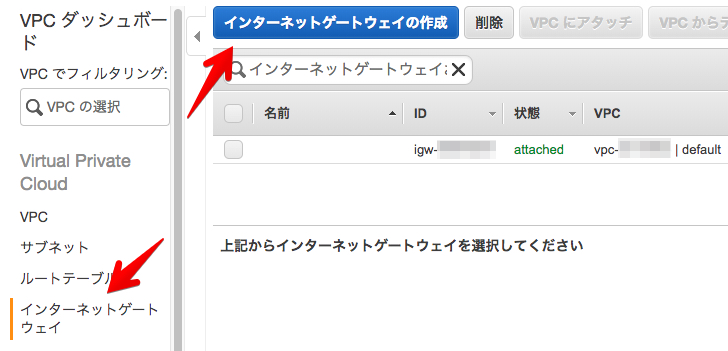 VPC ダッシュボー
ド
VPC でフィルタリング:
VPC の選択
Virtual Private
Cloud
VPC
サブネット
ルートテーブル
インターネットゲート
ウェイ
インターネットゲートウェイの作成 削除 VPC にアタッチ VPC から
インターネットゲートウェイ
名前 ID 状態 VPC
igw- attached vpc- | default
上記からインターネットゲートウェイを選択してください